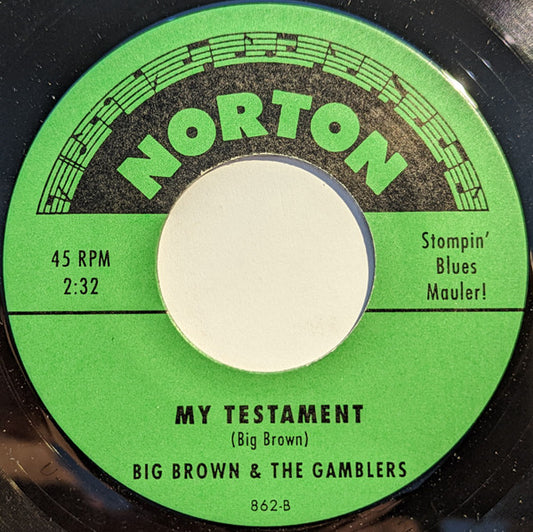 NORTON
45 RPM
2:32
Stompin'
Blues
Mauler!
MY TESTAMENT
(Big Brown)
BIG BROWN & THE GAMBLERS
862-B